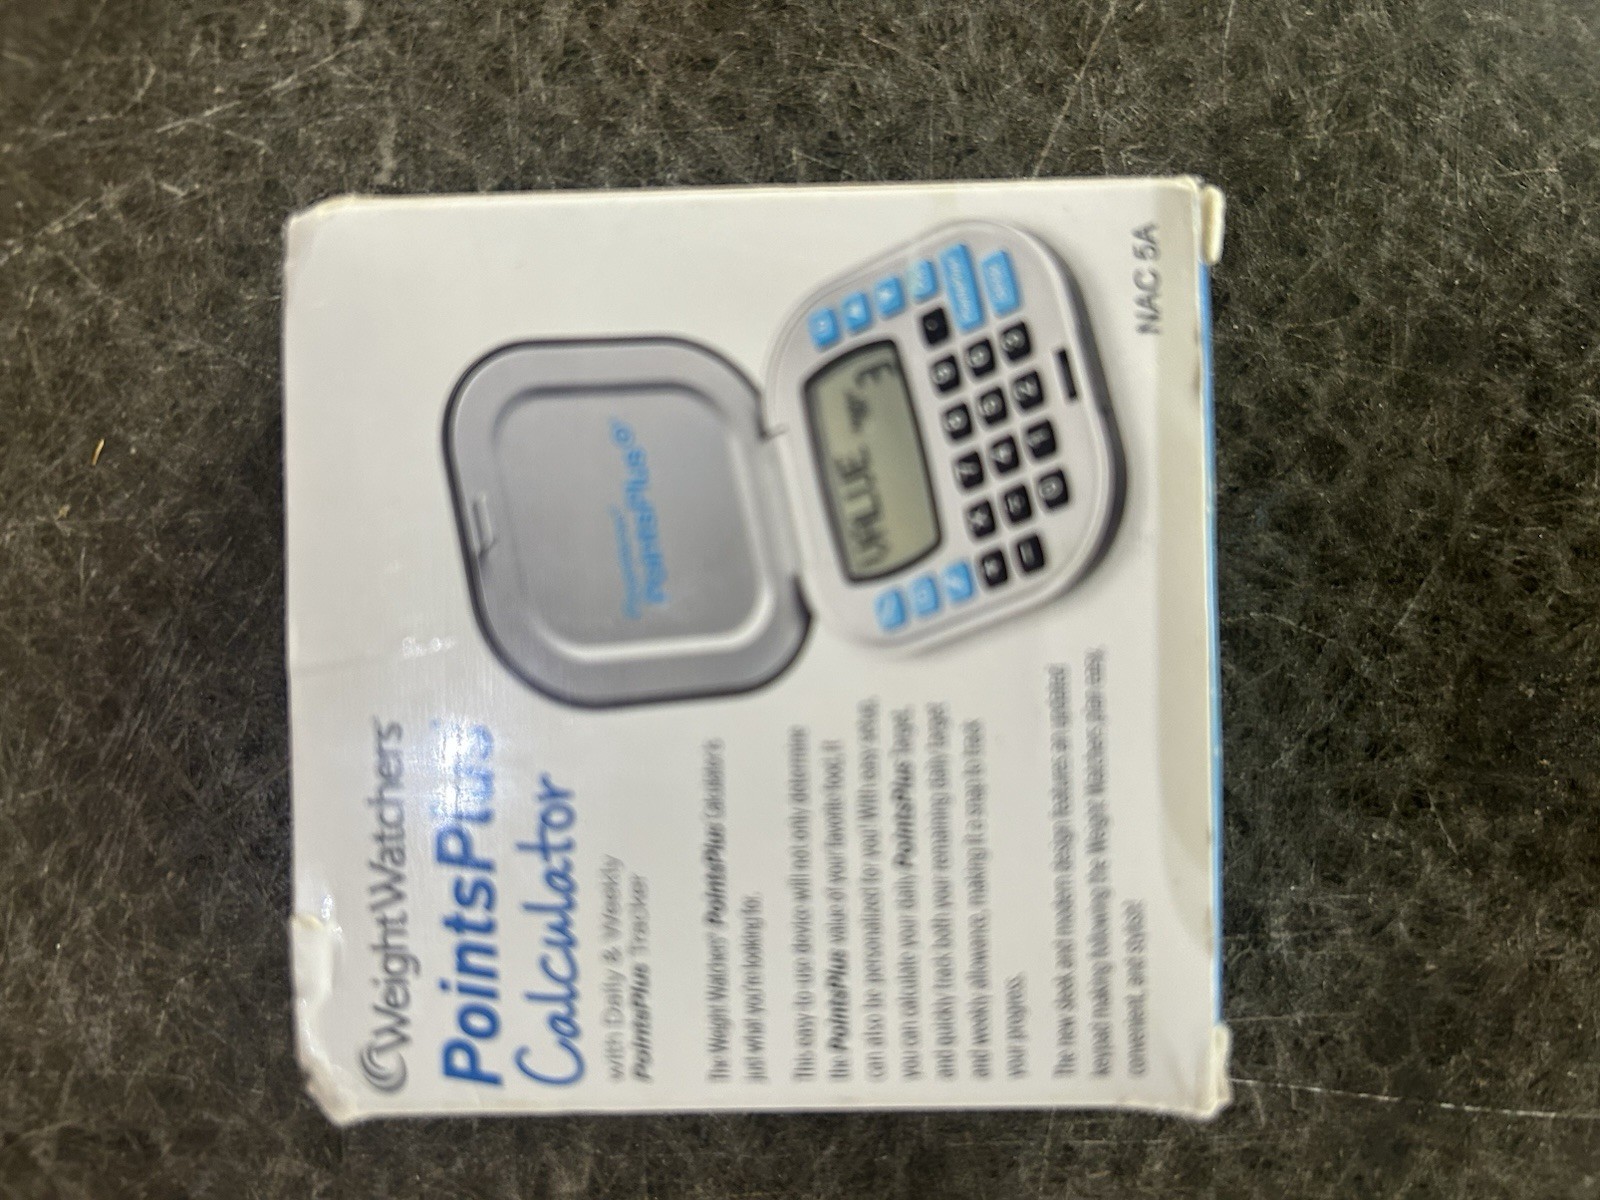 WeightWatchers
PointsPlus
Calculator
with Daily & Weekly
PointsPlus Tracker
The Weight Watchers® PointsPlus Calculator is
just what you're looking for.
This easy-to-use device will not only determine
the PointsPlus value of your favorite food, it
can also be personalized for you! With easy setup,
you can calculate your daily PointsPlus Target,
and quickly track both your remaining daily target
and weekly allowance, making it a snap to track
your progress.
The new sleek and modern design features an updated
keypad making following the Weight Watchers plan easy,
convenient, and stylish!
PointsPlus
VALUE
3
NAC 5A